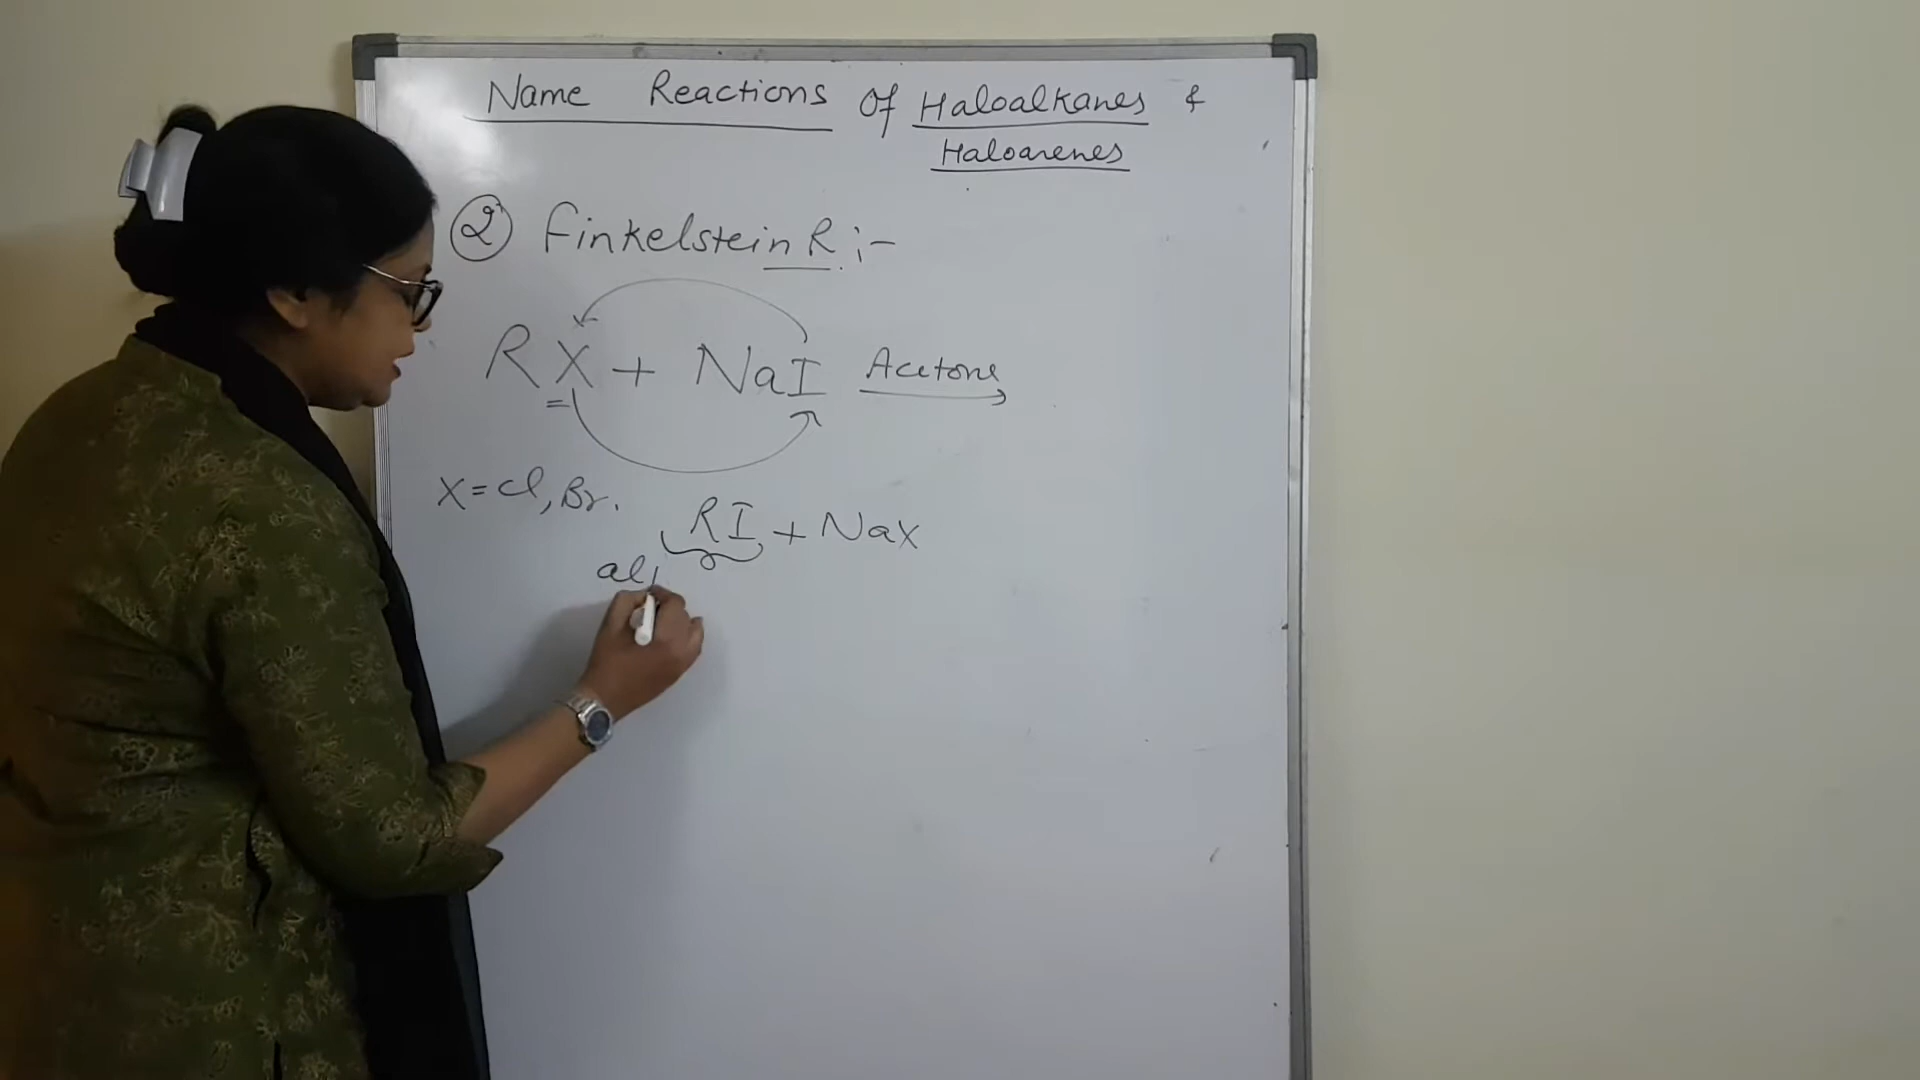 Name Reactions Of Haloalkanes &
Haloarenes
② Finkelstein R :-
RX + NaI Acetone →
X = Cl, Br.
RI + NaX
al